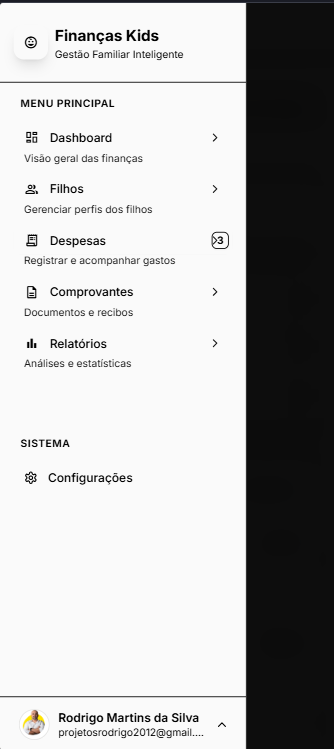 Finanças Kids
Gestão Familiar Inteligente
MENU PRINCIPAL
Dashboard
Visão geral das finanças
Filhos
Gerenciar perfis dos filhos
Despesas
3
Registrar e acompanhar gastos
Comprovantes
Documentos e recibos
Relatórios
Análises e estatísticas
SISTEMA
Configurações
Rodrigo Martins da Silva
projetosrodrigo2012@gmail....